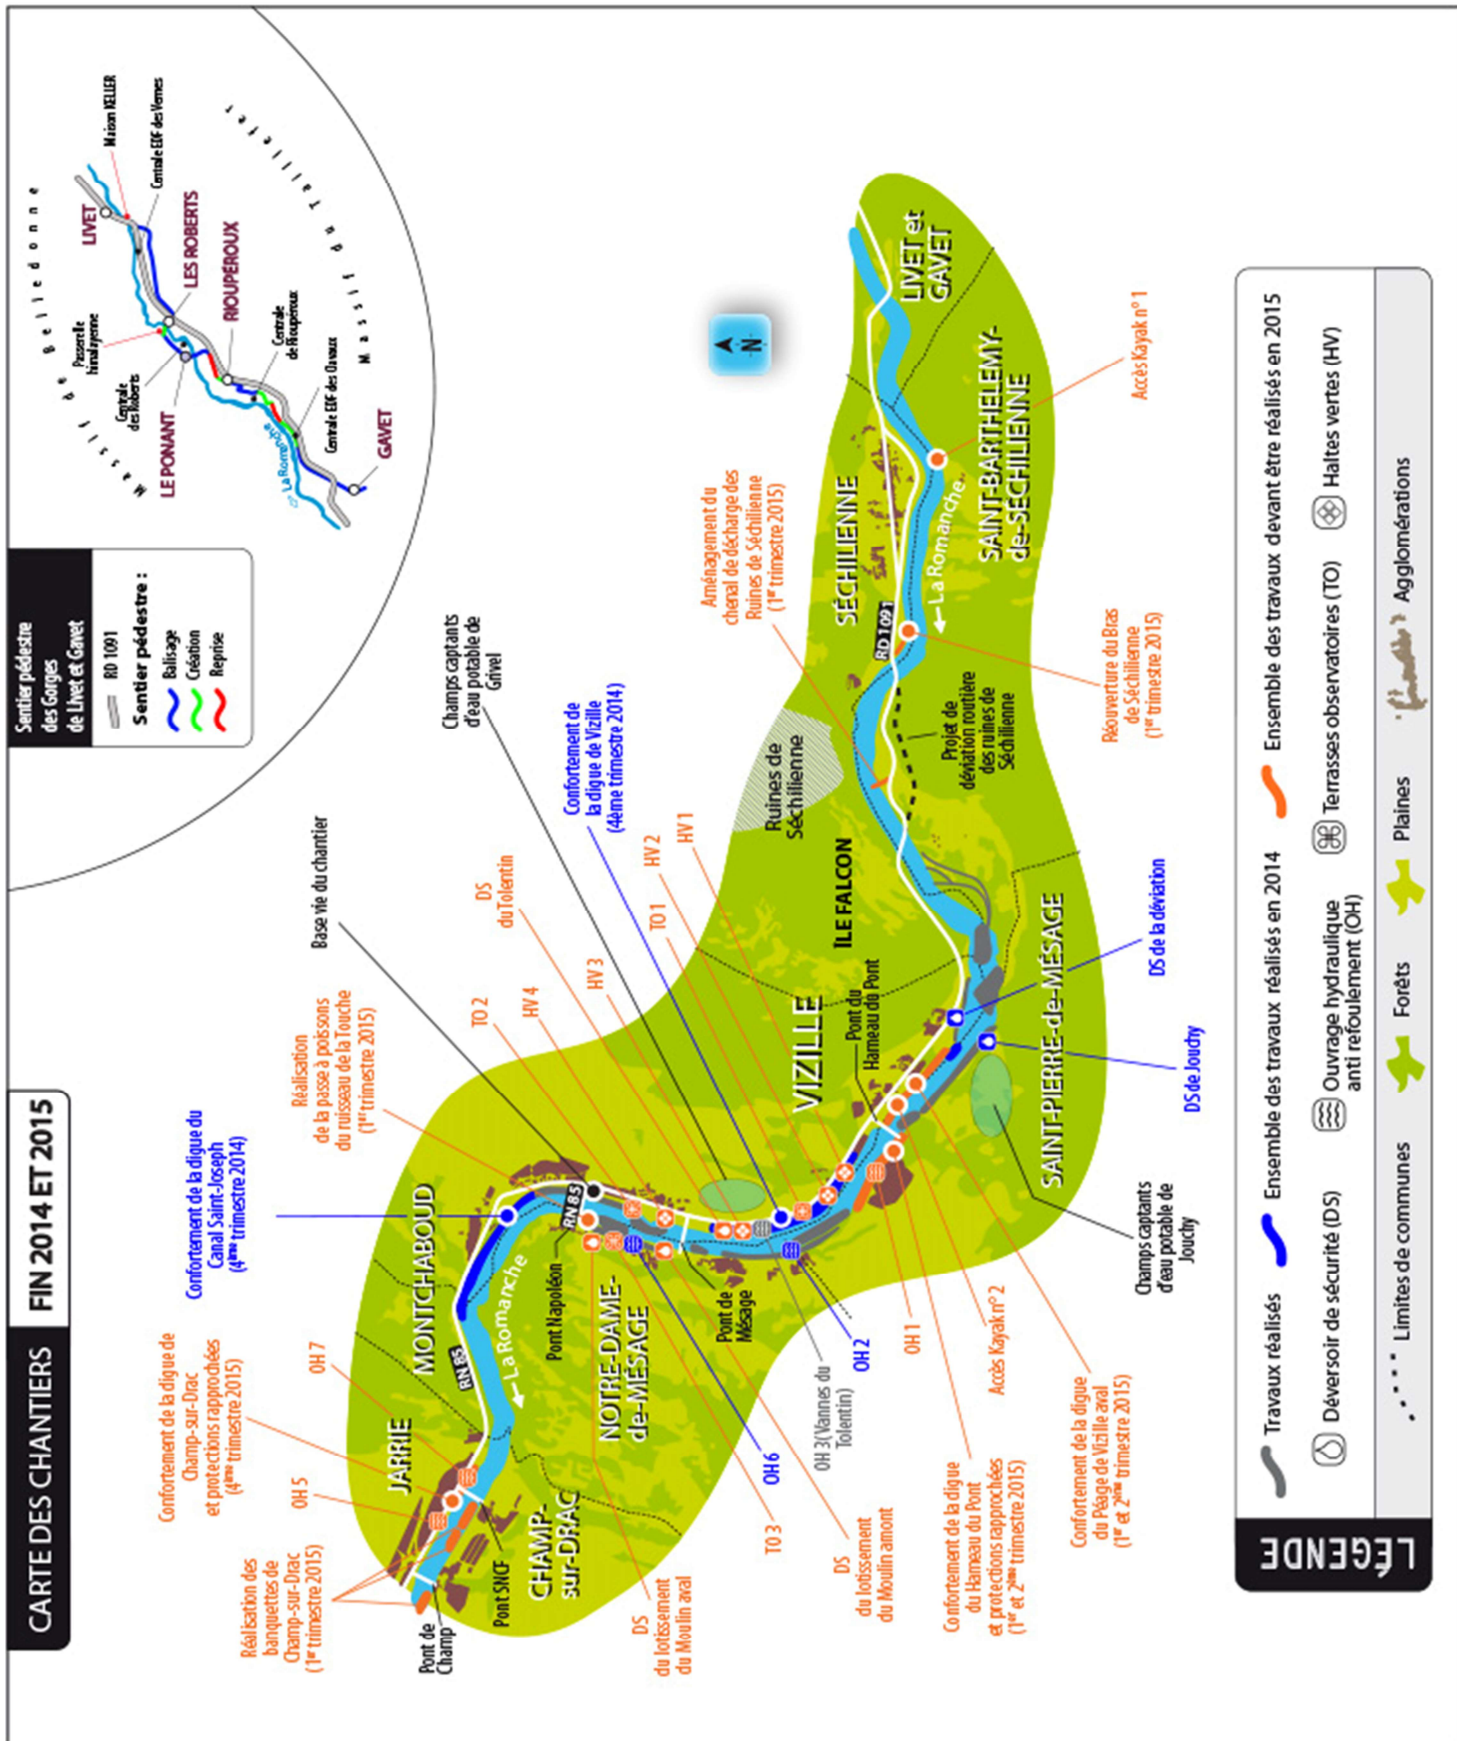 CARTE DES CHANTIERS
FIN 2014 ET 2015
Sentier pédestre
des Gorges
de Livet et Gavet
RD 1091
Sentier pédestre :
Balisage
Création
Reprise
Massif de Belledonne
Massif du Taillefer
LIVET
Maison KELLER
Centrale EDF des Vernes
LES ROBERTS
RIOUPÉROUX
Passerelle
himalayenne
Centrale
des Roberts
LE PONANT
Centrale
de Rioupéroux
Centrale EDF des Clavaux
La Romanche
GAVET
Réalisation des
banquettes de
Champ-sur-Drac
(1er trimestre 2015)
OH 5
Confortement de la digue de
Champ-sur-Drac
et protections rapprochées
(4ème trimestre 2015)
OH 7
Confortement de la digue du
Canal Saint-Joseph
(4ème trimestre 2014)
Réalisation
de la passe à poissons
du ruisseau de la Touche
(1er trimestre 2015)
Base vie du chantier
TO 2
HV 4
DS
du Tolentin
HV 3
Champs captants
d'eau potable de
Grivel
Confortement de
la digue de Vizille
(4ème trimestre 2014)
TO 1
HV 2
HV 1
Aménagement du
chenal de décharge des
Ruines de Séchilienne
(1er trimestre 2015)
N
JARRIE
MONTCHABOUD
RN 85
La Romanche
RN 85
Pont de
Champ
Pont SNCF
CHAMP-
sur-DRAC
Pont Napoléon
NOTRE-DAME-
de-MÉSAGE
Pont de
Mésage
VIZILLE
Pont du
Hameau du Pont
ÎLE FALCON
Ruines de
Séchilienne
SÉCHILIENNE
RD 1091
La Romanche
Projet de
déviation routière
des ruines de
Séchilienne
LIVET et
GAVET
SAINT-BARTHELEMY-
de-SÉCHILIENNE
SAINT-PIERRE-de-MÉSAGE
DS
du lotissement
du Moulin aval
TO 3
OH 6
OH 3 (Vannes du
Tolentin)
DS
du lotissement
du Moulin amont
OH 2
OH 1
Confortement de la digue
du Hameau du Pont
et protections rapprochées
(1er et 2ème trimestre 2015)
Accès Kayak n° 2
Confortement de la digue
du Péage de Vizille aval
(1er et 2ème trimestre 2015)
Champs captants
d'eau potable de
Jouchy
DS de Jouchy
DS de la déviation
Réouverture du Bras
de Séchilienne
(1er trimestre 2015)
Accès Kayak n° 1
LÉGENDE
Travaux réalisés
Ensemble des travaux réalisés en 2014
Ensemble des travaux devant être réalisés en 2015
Déversoir de sécurité (DS)
Ouvrage hydraulique
anti refoulement (OH)
Terrasses observatoires (TO)
Haltes vertes (HV)
Limites de communes
Forêts
Plaines
Agglomérations